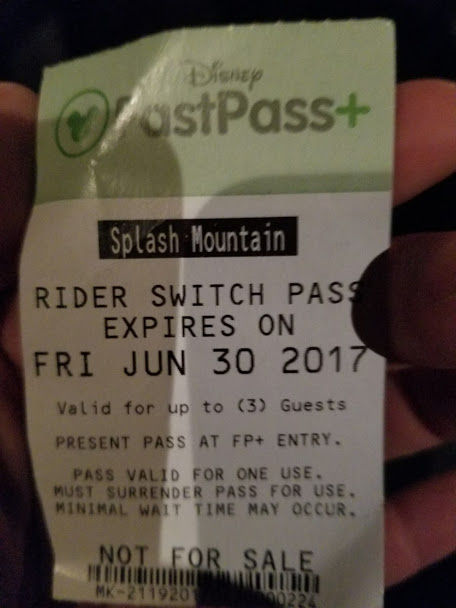 Disney
FastPass+
Splash Mountain
RIDER SWITCH PASS
EXPIRES ON
FRI JUN 30 2017
Valid for up to (3) Guests
PRESENT PASS AT FP+ ENTRY.
PASS VALID FOR ONE USE.
MUST SURRENDER PASS FOR USE.
MINIMAL WAIT TIME MAY OCCUR.
NOT FOR SALE